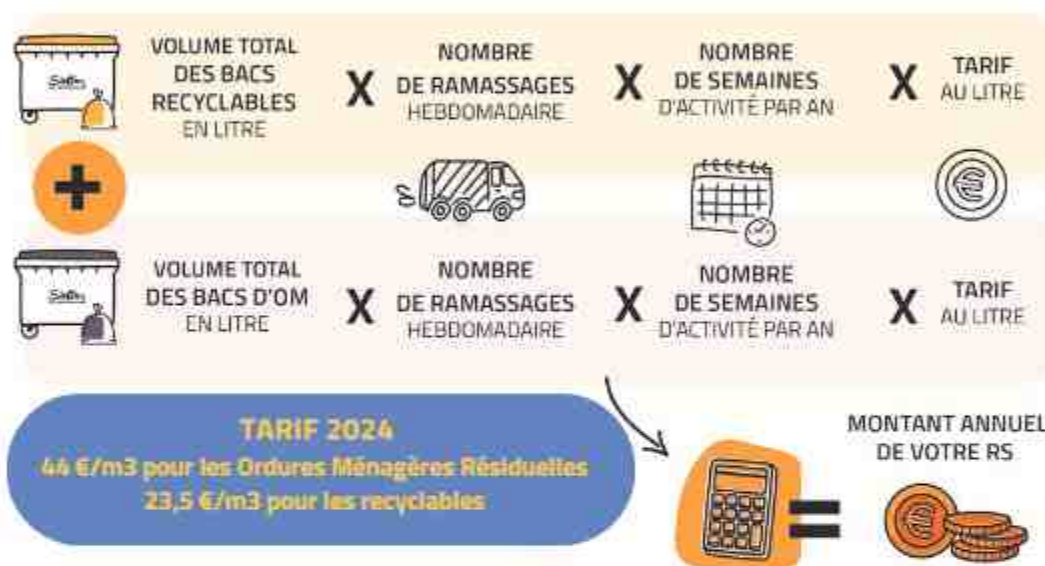 VOLUME TOTAL
DES BACS
RECYCLABLES
EN LITRE
X
NOMBRE
DE RAMASSAGES
HEBDOMADAIRE
X
NOMBRE
DE SEMAINES
D'ACTIVITÉ PAR AN
X
TARIF
AU LITRE
+
VOLUME TOTAL
DES BACS D'OM
EN LITRE
X
NOMBRE
DE RAMASSAGES
HEBDOMADAIRE
X
NOMBRE
DE SEMAINES
D'ACTIVITÉ PAR AN
X
TARIF
AU LITRE
TARIF 2024
44 €/m3 pour les Ordures Ménagères Résiduelles
23,5 €/m3 pour les recyclables
=
MONTANT ANNUEL
DE VOTRE RS